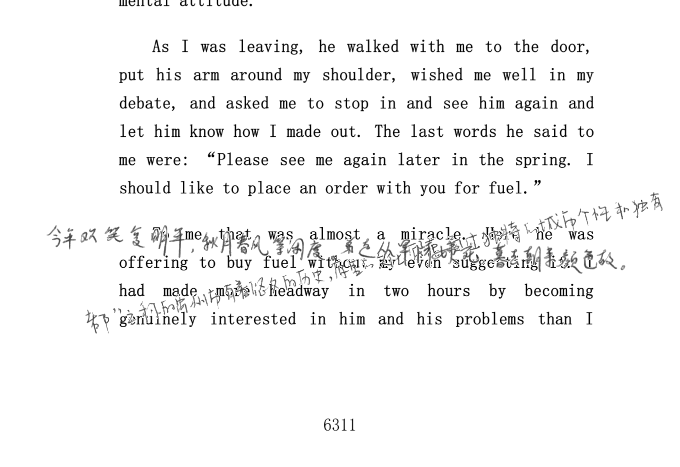 mental attitude.
As I was leaving, he walked with me to the door,
put his arm around my shoulder, wished me well in my
debate, and asked me to stop in and see him again and
let him know how I made out. The last words he said to
me were: “Please see me again later in the spring. I
should like to place an order with you for fuel.”
me that was almost a miracle. Here he was
今年欢笑复明年，秋月春风等闲度。弟走从军阿姨死，暮去朝来颜色故。
offering to buy fuel without my even suggesting it. I
had made more headway in two hours by becoming
genuinely interested in him and his problems than I
6311